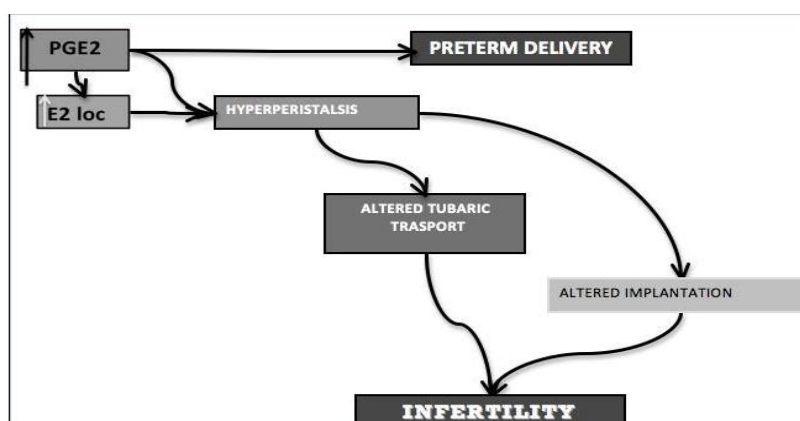 PGE2
PRETERM DELIVERY
E2 loc
HYPERPERISTALSIS
ALTERED TUBARIC
TRASPORT
ALTERED IMPLANTATION
INFERTILITY